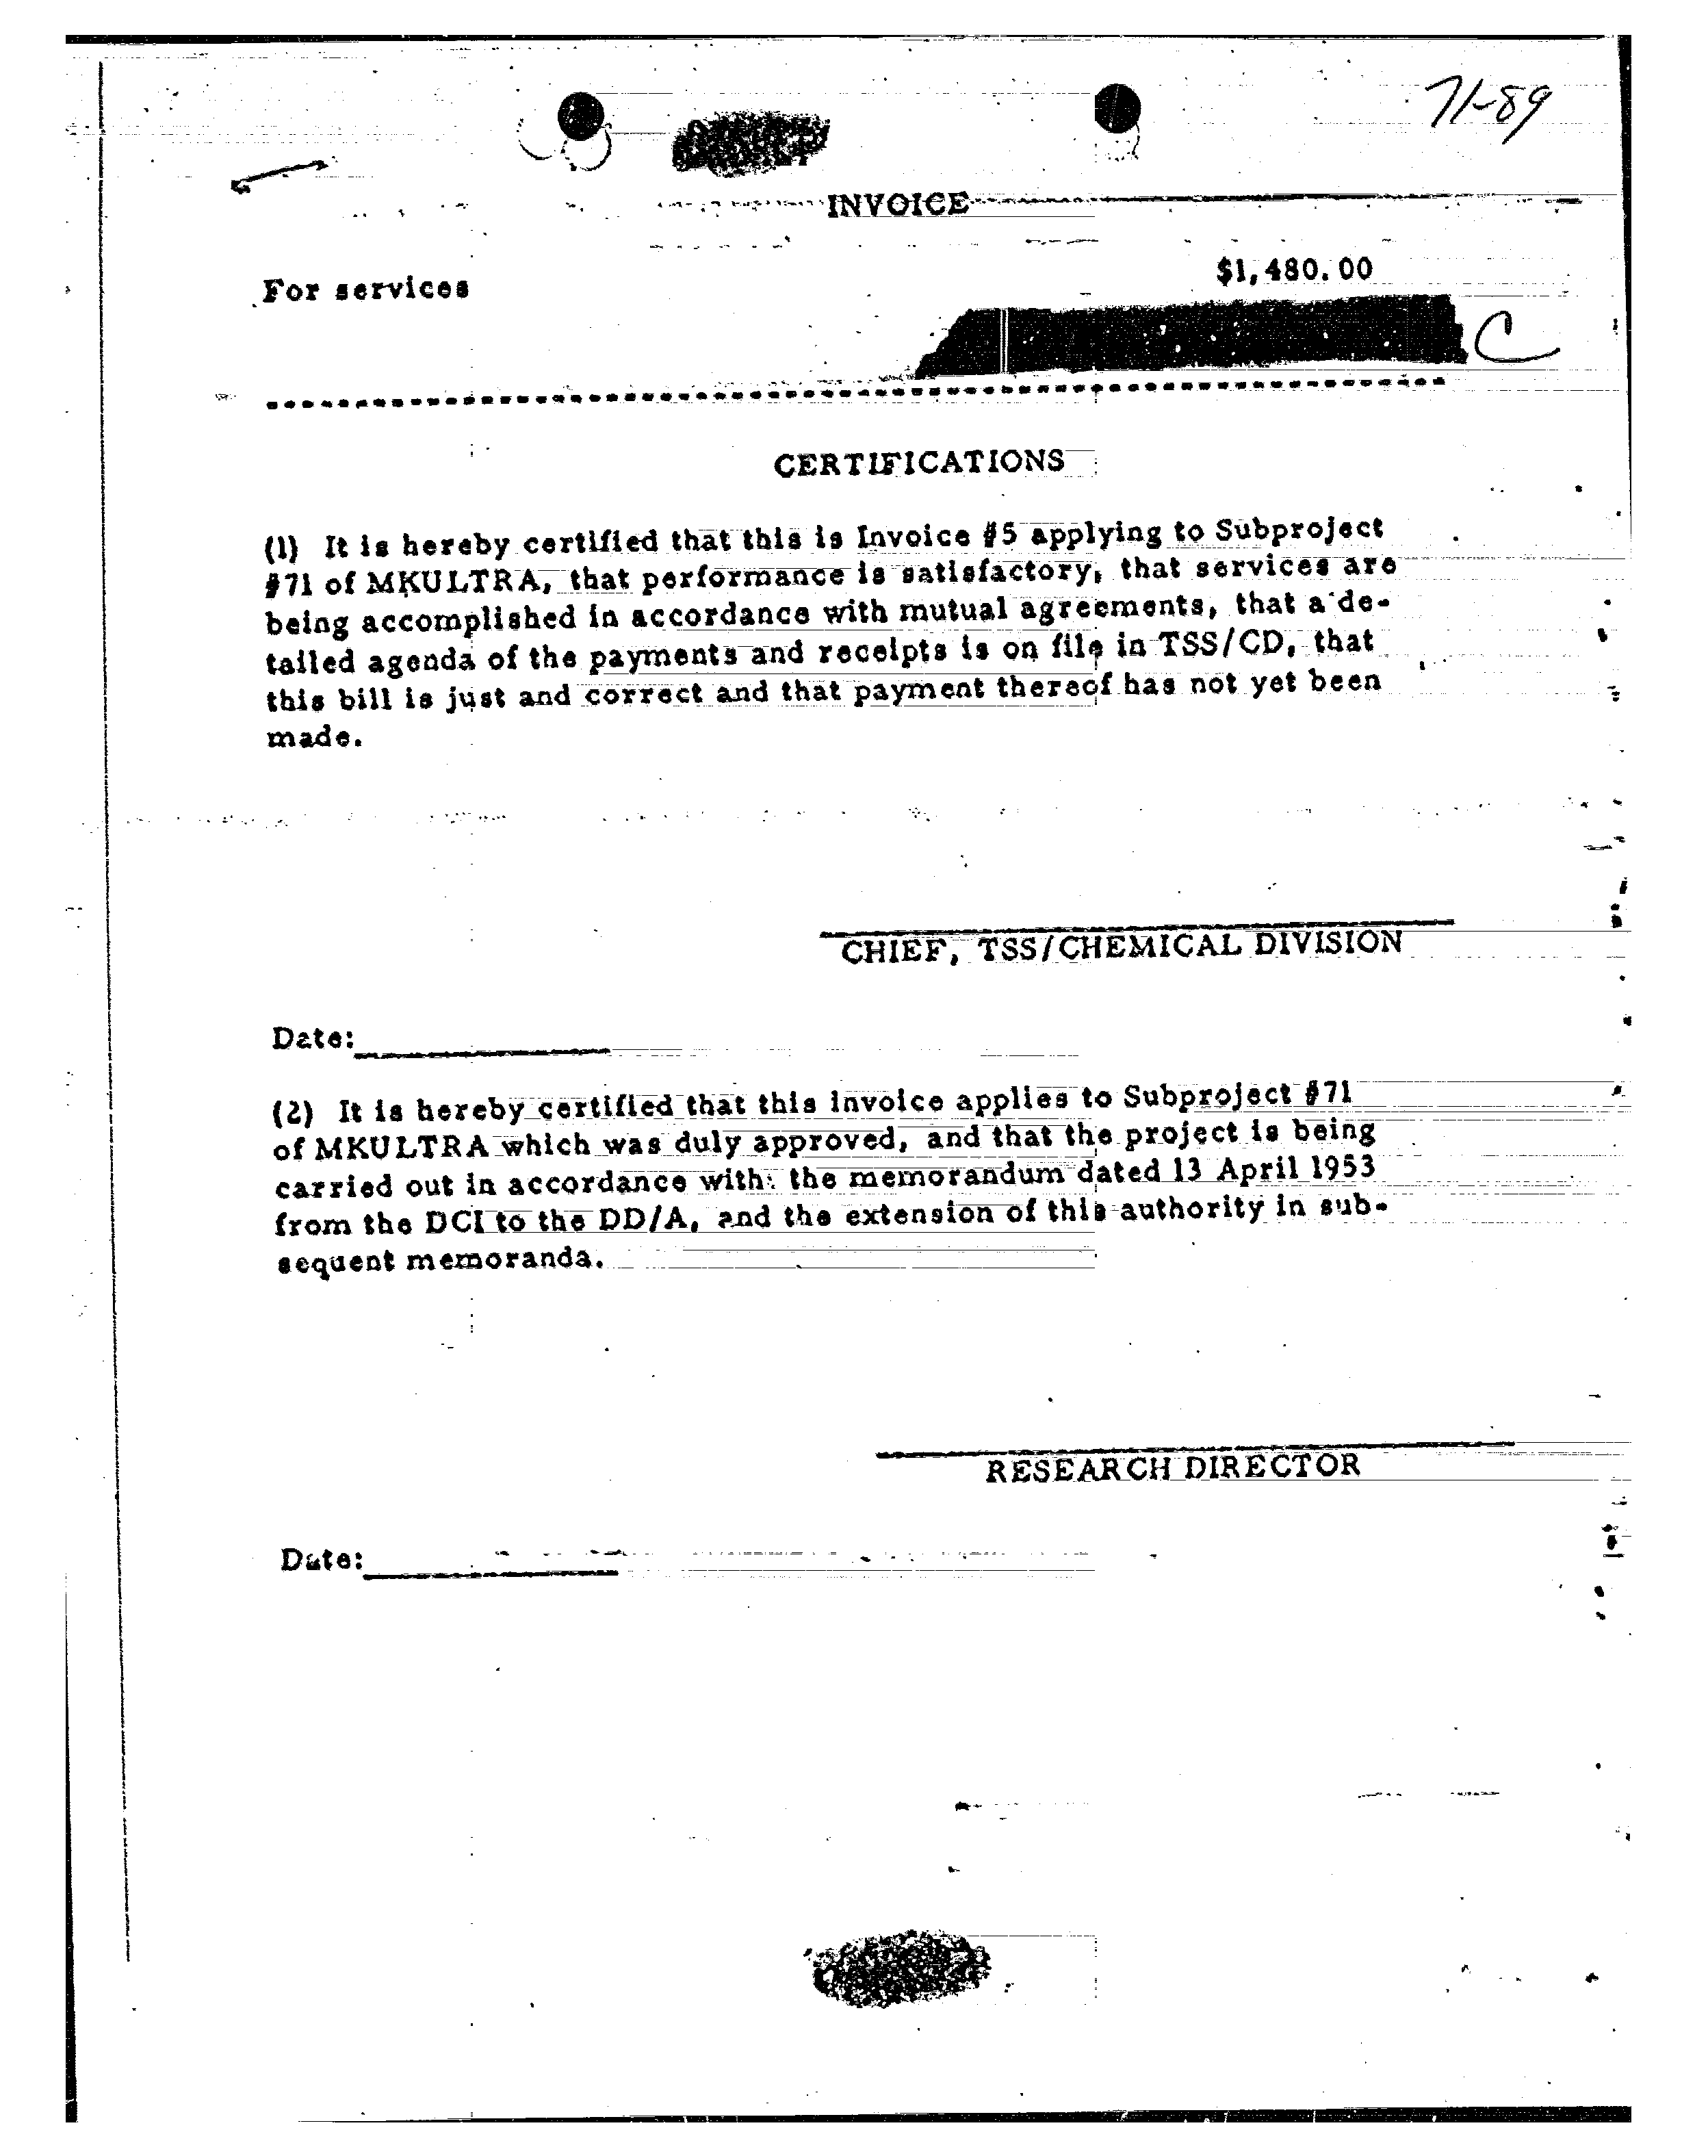 71-89
INVOICE
For services
$1,480.00
C
CERTIFICATIONS
(1) It is hereby certified that this is Invoice #5 applying to Subproject
#71 of MKULTRA, that performance is satisfactory, that services are
being accomplished in accordance with mutual agreements, that a de-
tailed agenda of the payments and receipts is on file in TSS/CD, that
this bill is just and correct and that payment thereof has not yet been
made.
CHIEF, TSS/CHEMICAL DIVISION
Date:
(2) It is hereby certified that this invoice applies to Subproject #71
of MKULTRA which was duly approved, and that the project is being
carried out in accordance with the memorandum dated 13 April 1953
from the DCI to the DD/A, and the extension of this authority in sub-
sequent memoranda.
RESEARCH DIRECTOR
Date: